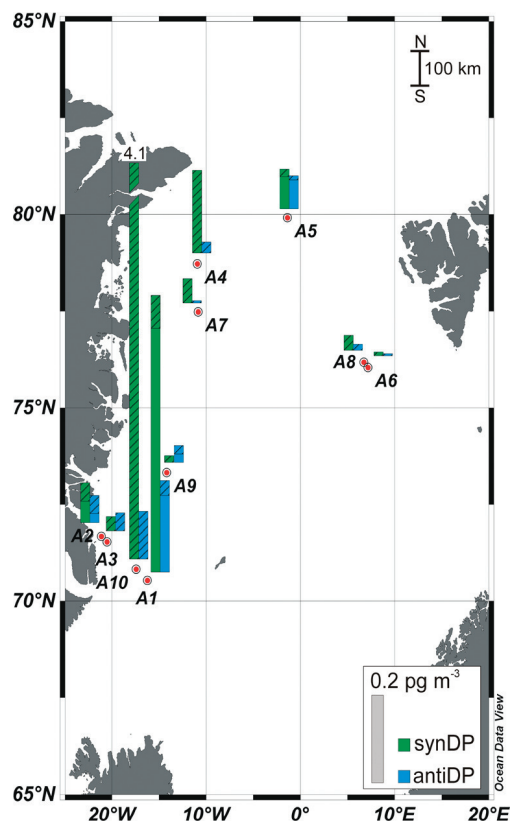 85°N
N
100 km
S
4.1
80°N
A5
A4
A7
A8
A6
75°N
A9
A2
A3
A10
A1
70°N
0.2 pg m⁻³
synDP
antiDP
Ocean Data View
65°N
20°W
10°W
0°
10°E
20°E